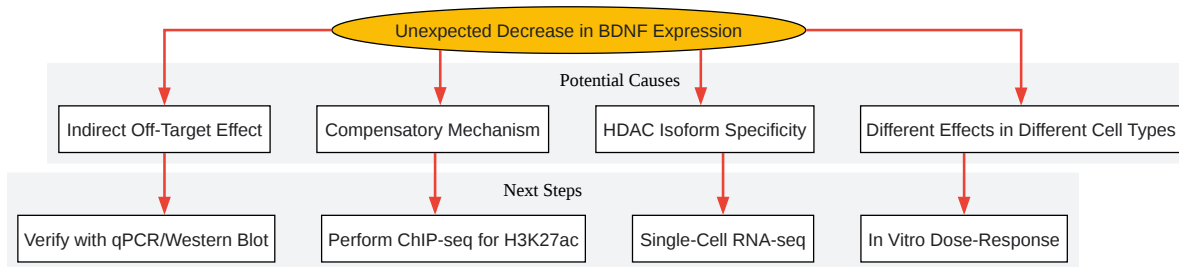 Unexpected Decrease in BDNF Expression
Potential Causes
Indirect Off-Target Effect
Compensatory Mechanism
HDAC Isoform Specificity
Different Effects in Different Cell Types
Next Steps
Verify with qPCR/Western Blot
Perform ChIP-seq for H3K27ac
Single-Cell RNA-seq
In Vitro Dose-Response